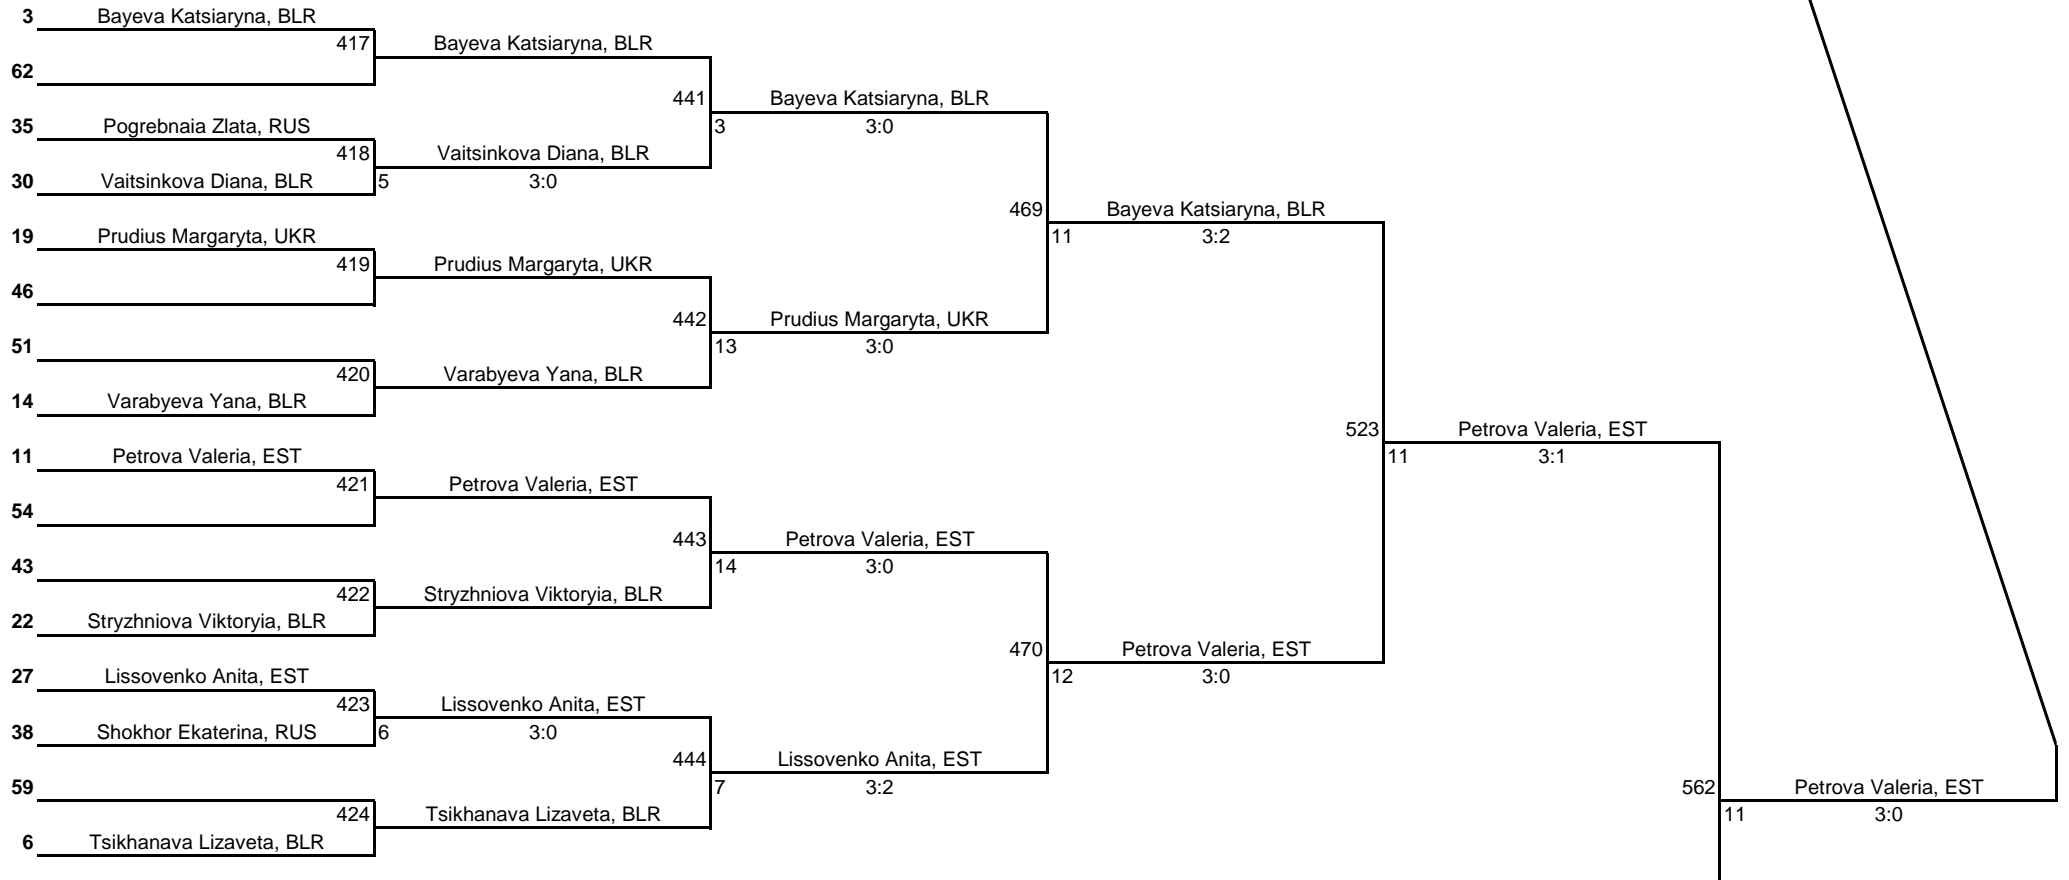 3 Bayeva Katsiaryna, BLR
417 Bayeva Katsiaryna, BLR
62
441 Bayeva Katsiaryna, BLR
35 Pogrebnaia Zlata, RUS 3 3:0
418 Vaitsinkova Diana, BLR
30 Vaitsinkova Diana, BLR 5 3:0
469 Bayeva Katsiaryna, BLR
19 Prudius Margaryta, UKR 11 3:2
419 Prudius Margaryta, UKR
46
442 Prudius Margaryta, UKR
51 13 3:0
420 Varabyeva Yana, BLR
14 Varabyeva Yana, BLR
523 Petrova Valeria, EST
11 Petrova Valeria, EST 11 3:1
421 Petrova Valeria, EST
54
443 Petrova Valeria, EST
43 14 3:0
422 Stryzhniova Viktoryia, BLR
22 Stryzhniova Viktoryia, BLR
470 Petrova Valeria, EST
27 Lissovenko Anita, EST 12 3:0
423 Lissovenko Anita, EST
38 Shokhor Ekaterina, RUS 6 3:0
444 Lissovenko Anita, EST
59 7 3:2 562 Petrova Valeria, EST
424 Tsikhanava Lizaveta, BLR 11 3:0
6 Tsikhanava Lizaveta, BLR